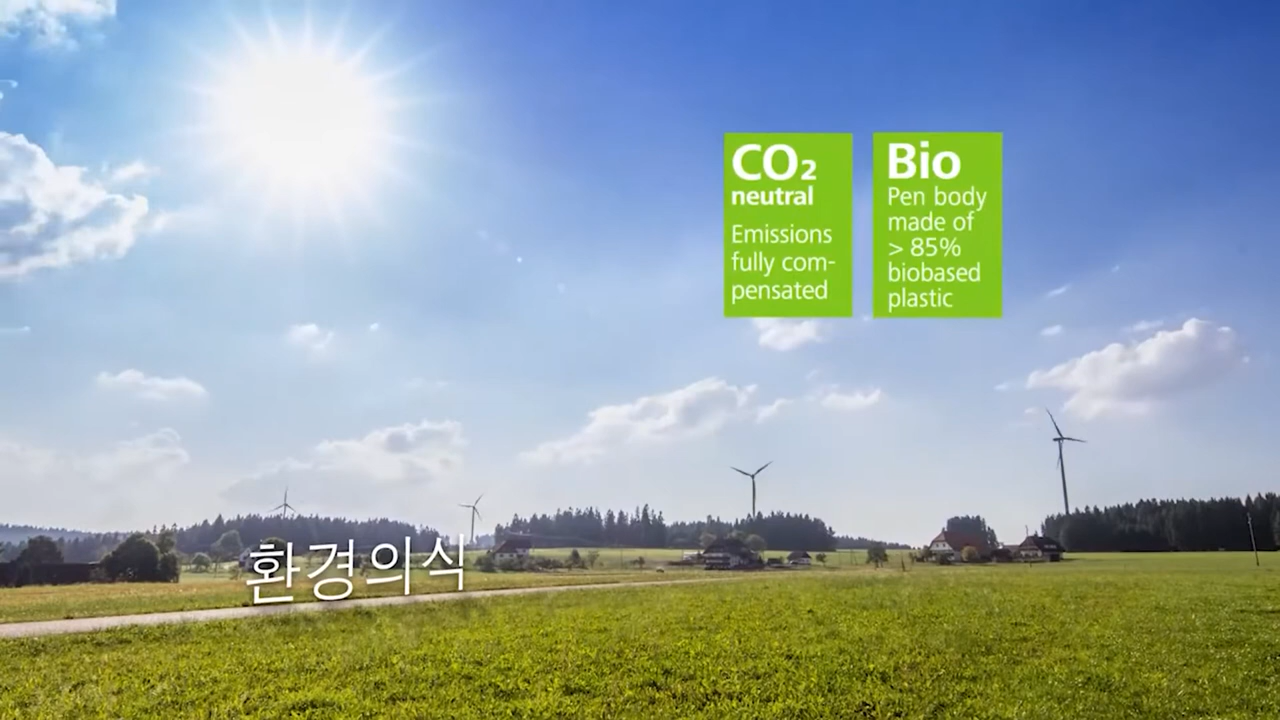 CO₂
neutral
Emissions
fully com-
pensated
Bio
Pen body
made of
> 85%
biobased
plastic
환경의식